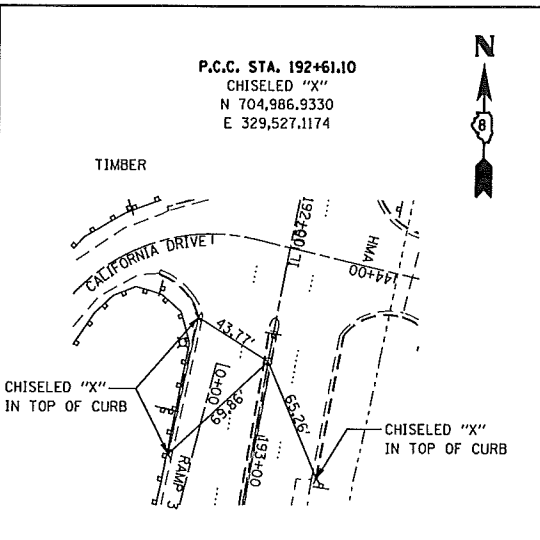 P.C.C. STA. 192+61.10
CHISELED "X"
N 704,986.9330
E 329,527.1174
N
8
TIMBER
192+00
HMA
CALIFORNIA DRIVE
144+00
43.77'
10+00
69.86'
65.26'
CHISELED "X"
IN TOP OF CURB
193+00
RAMP 3
CHISELED "X"
IN TOP OF CURB